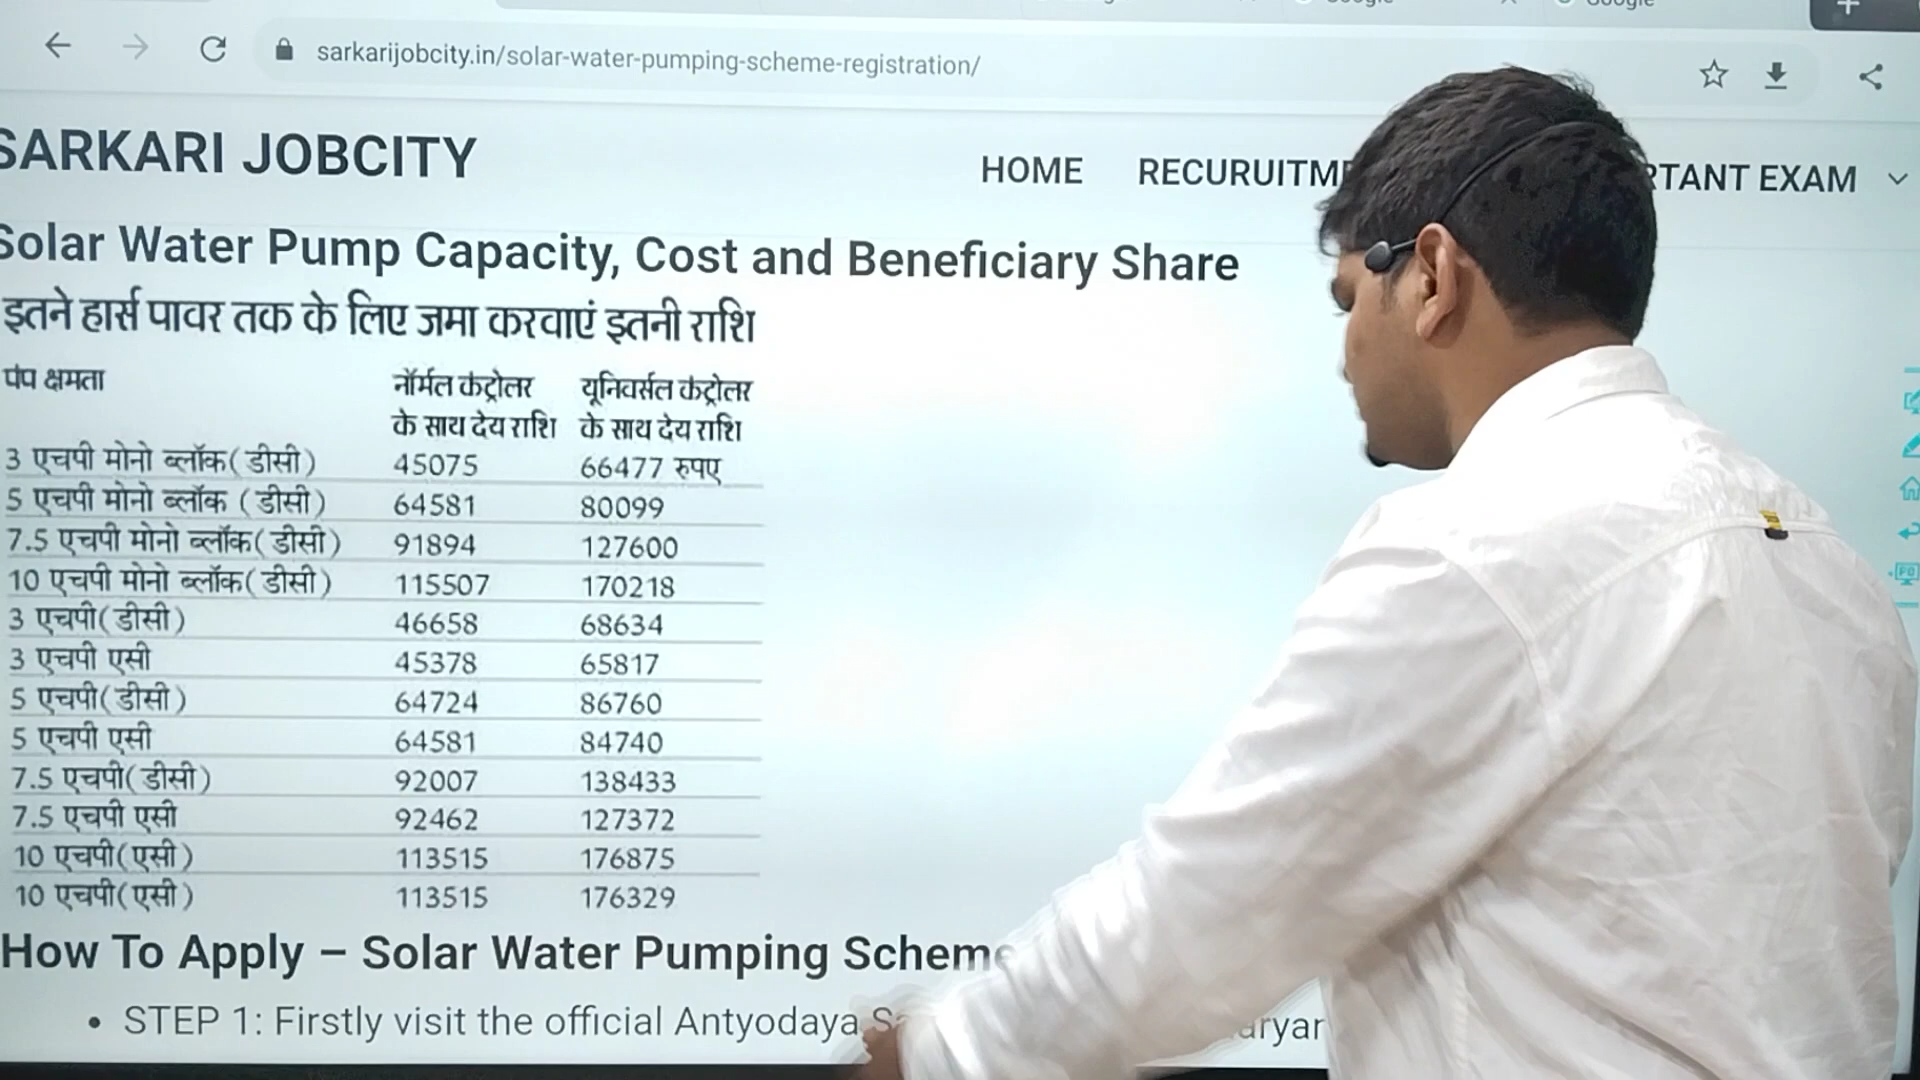 sarkarijobcity.in/solar-water-pumping-scheme-registration/
SARKARI JOBCITY
HOME
Solar Water Pump Capacity, Cost and Beneficiary Share
इतने हार्स पावर तक के लिए जमा करवाएं इतनी राशि
पंप क्षमता नॉर्मल कंट्रोलर के साथ देय राशि यूनिवर्सल कंट्रोलर के साथ देय राशि
3 एचपी मोनो ब्लॉक(डीसी) 45075 66477 रुपए
5 एचपी मोनो ब्लॉक (डीसी) 64581 80099
7.5 एचपी मोनो ब्लॉक(डीसी) 91894 127600
10 एचपी मोनो ब्लॉक(डीसी) 115507 170218
3 एचपी(डीसी) 46658 68634
3 एचपी एसी 45378 65817
5 एचपी(डीसी) 64724 86760
5 एचपी एसी 64581 84740
7.5 एचपी(डीसी) 92007 138433
7.5 एचपी एसी 92462 127372
10 एचपी(एसी) 113515 176875
10 एचपी(एसी) 113515 176329
How To Apply – Solar Water Pumping Scheme
• STEP 1: Firstly visit the official Antyodaya